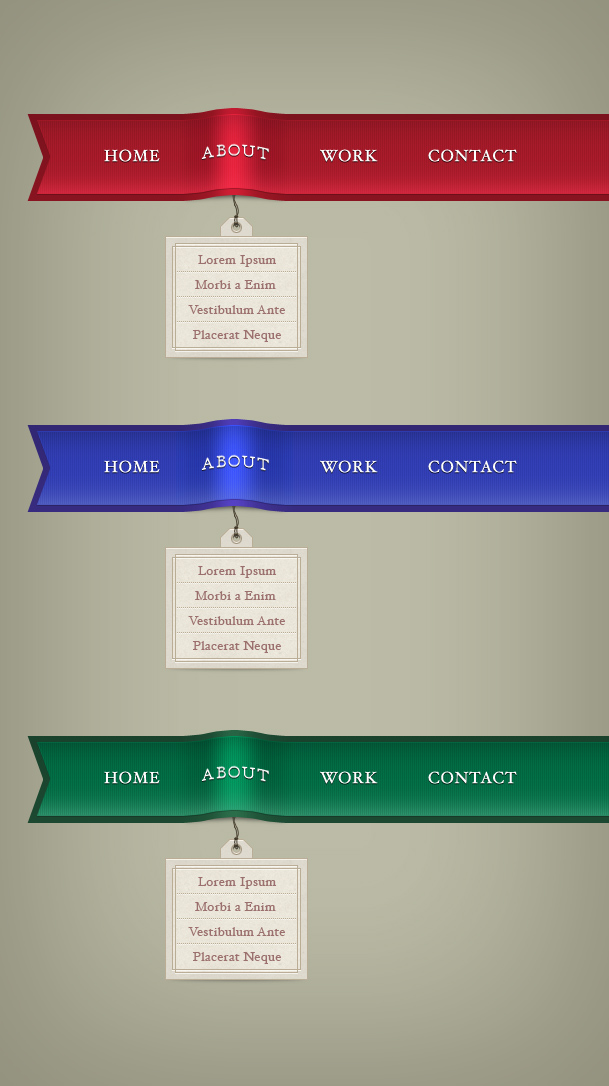 HOME ABOUT WORK CONTACT
Lorem Ipsum
Morbi a Enim
Vestibulum Ante
Placerat Neque
HOME ABOUT WORK CONTACT
Lorem Ipsum
Morbi a Enim
Vestibulum Ante
Placerat Neque
HOME ABOUT WORK CONTACT
Lorem Ipsum
Morbi a Enim
Vestibulum Ante
Placerat Neque